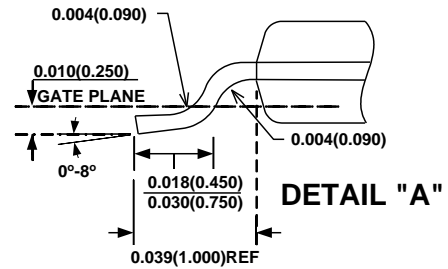 0.004(0.090)
0.010(0.250)
GATE PLANE
0.004(0.090)
0º-8º
0.018(0.450)
0.030(0.750)
DETAIL "A"
0.039(1.000)REF